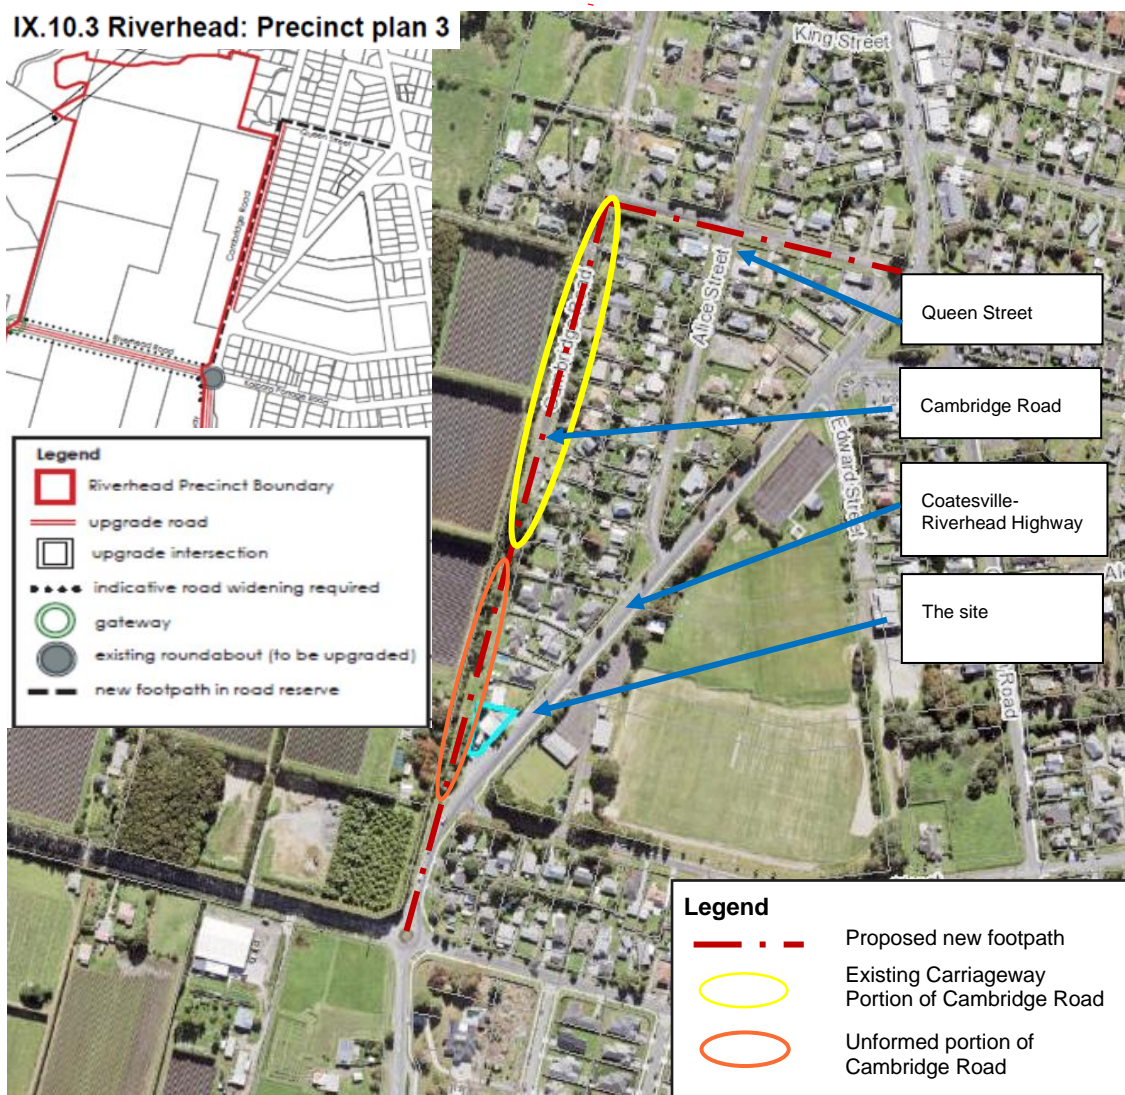 IX.10.3 Riverhead: Precinct plan 3
King Street
Queen Street
Cambridge Road
Riverhead Road
Alice Street
Edward Street
Road
Queen Street
Cambridge Road
Coatesville-
Riverhead Highway
The site
Legend
Riverhead Precinct Boundary
upgrade road
upgrade intersection
indicative road widening required
gateway
existing roundabout (to be upgraded)
new footpath in road reserve
Legend
Proposed new footpath
Existing Carriageway
Portion of Cambridge Road
Unformed portion of
Cambridge Road